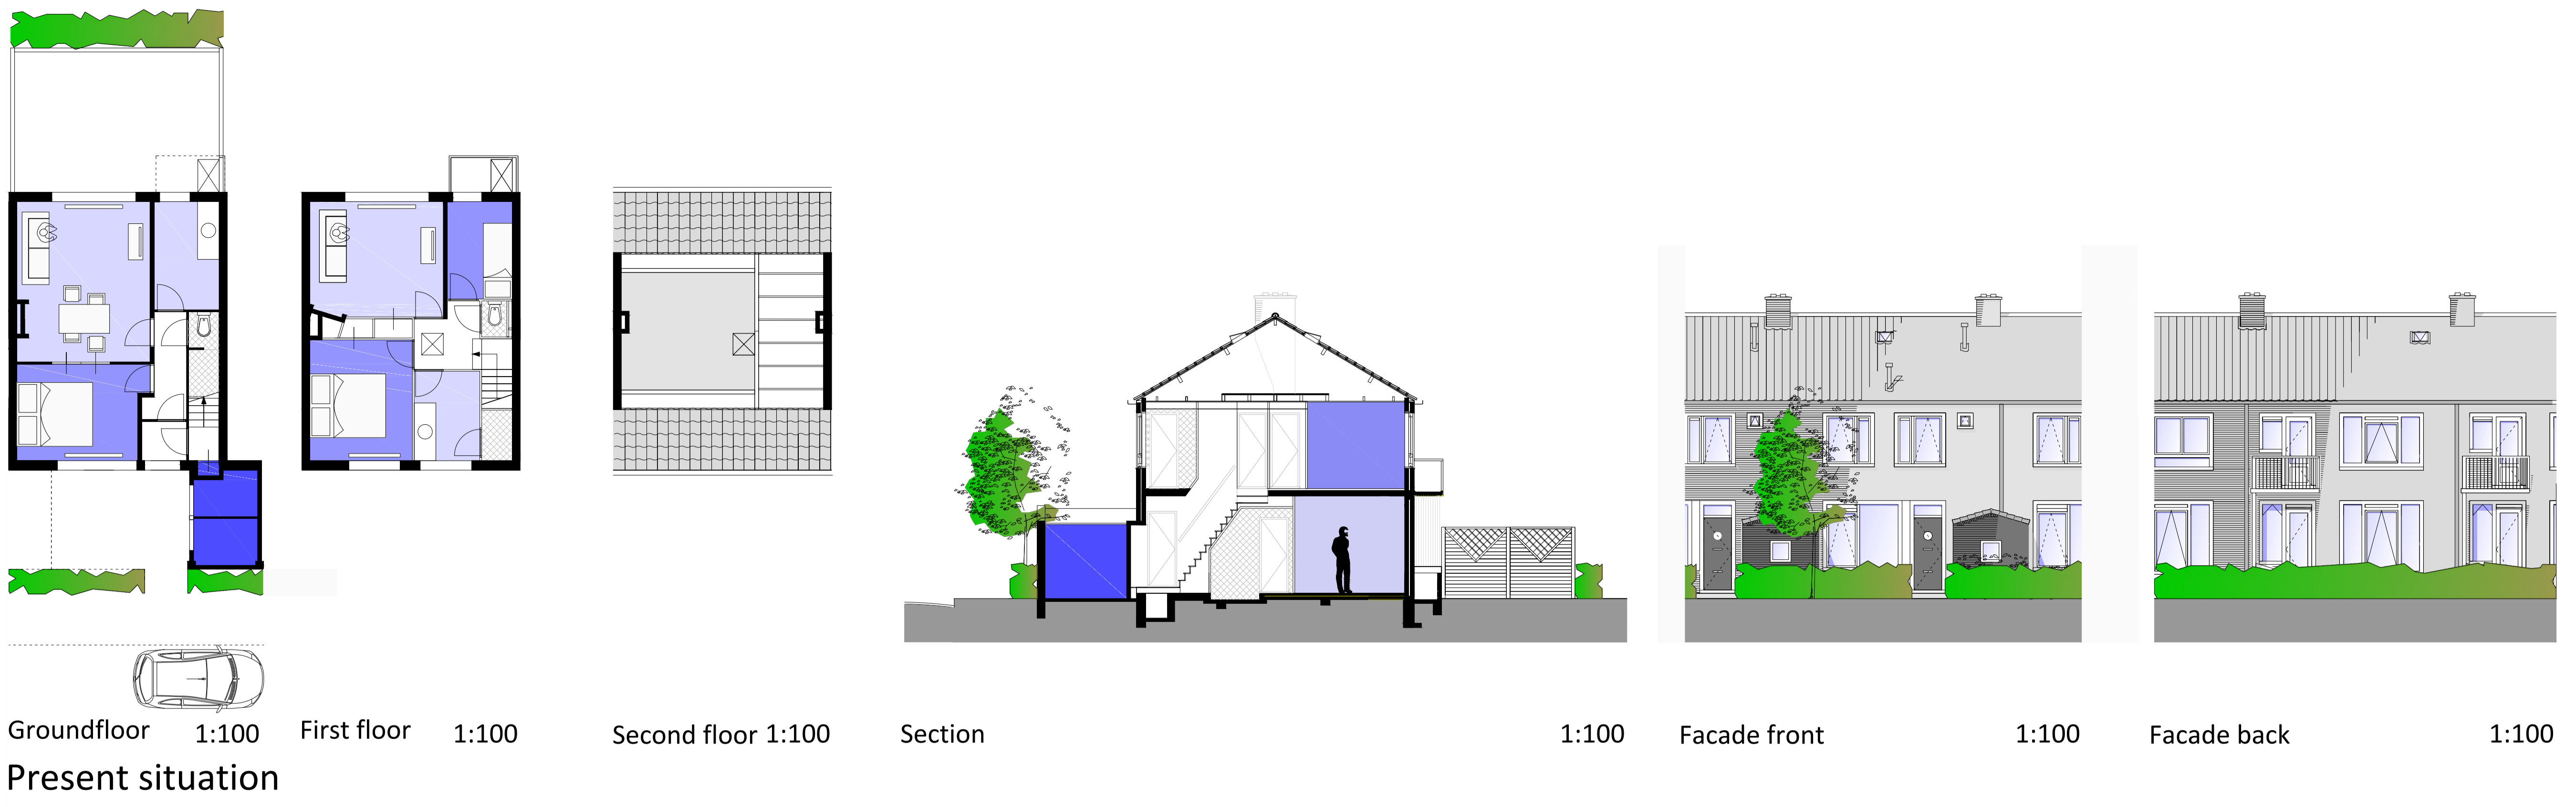 Groundfloor 1:100
First floor 1:100
Second floor 1:100
Section 1:100
Facade front 1:100
Facade back 1:100
Present situation